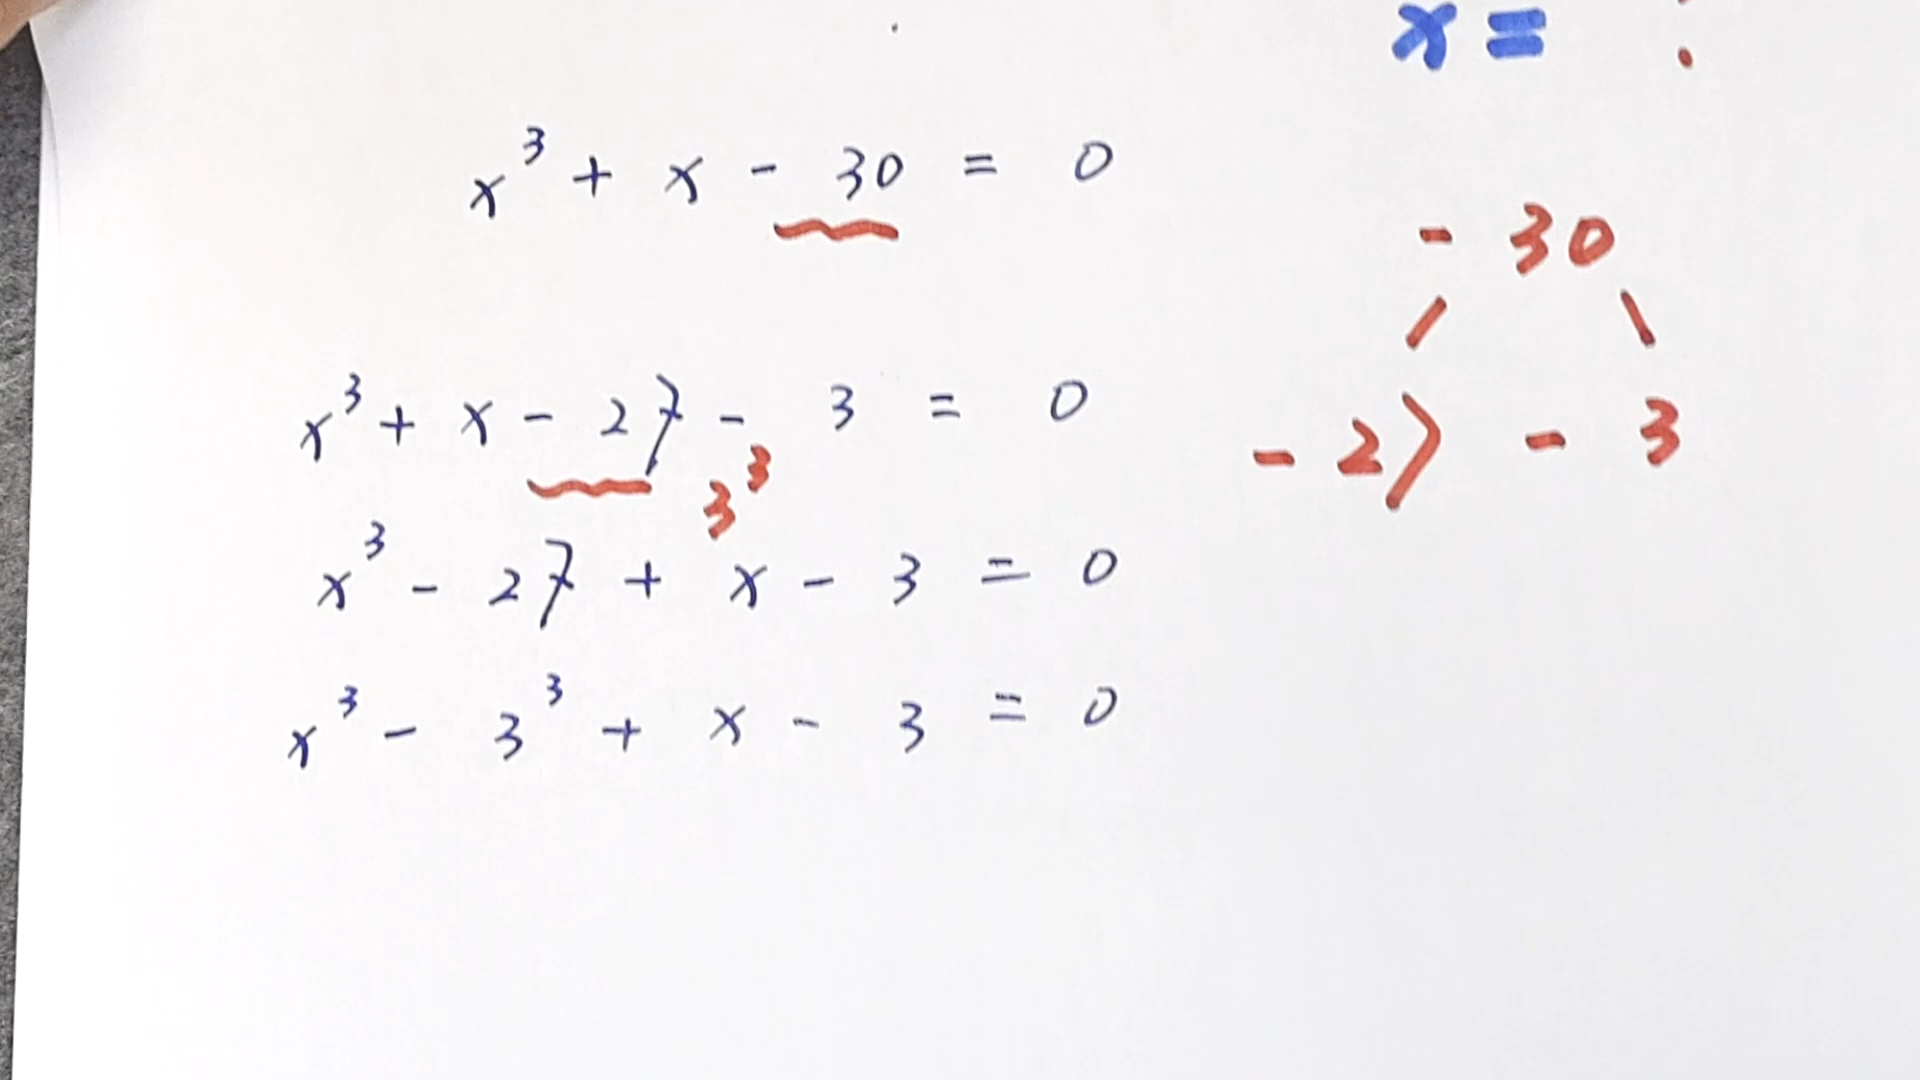 x = ?
x³ + x - 30 = 0
- 30
x³ + x - 27 - 3 = 0
- 27 - 3
3³
x³ - 27 + x - 3 = 0
x³ - 3³ + x - 3 = 0